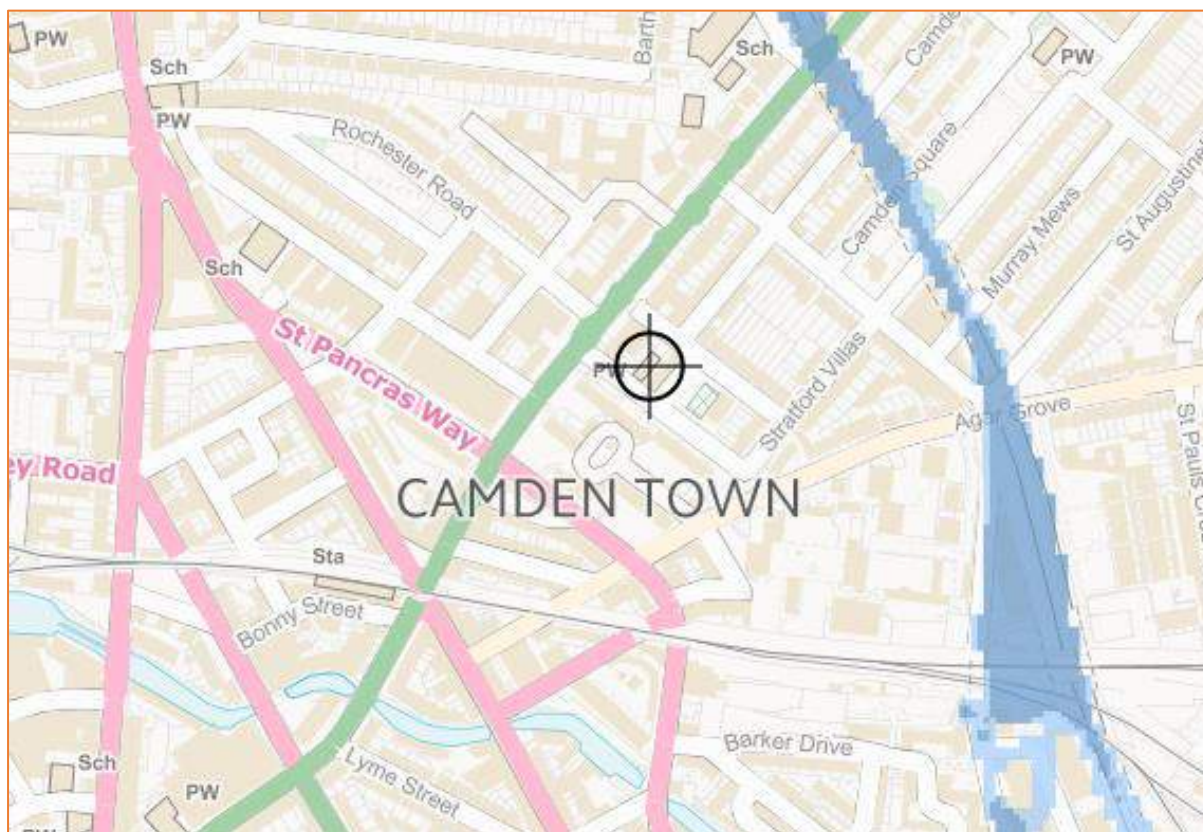 PW
Sch
PW
Barth
Sch
Camde
PW
Rochester Road
Sch
St Pancras Way
PW
Camden Square
Murray Mews
St Augustine
Stratford Villas
Agar Grove
St Pauls
ey Road
CAMDEN TOWN
Sta
Bonny Street
Barker Drive
Lyme Street
Sch
PW
PW